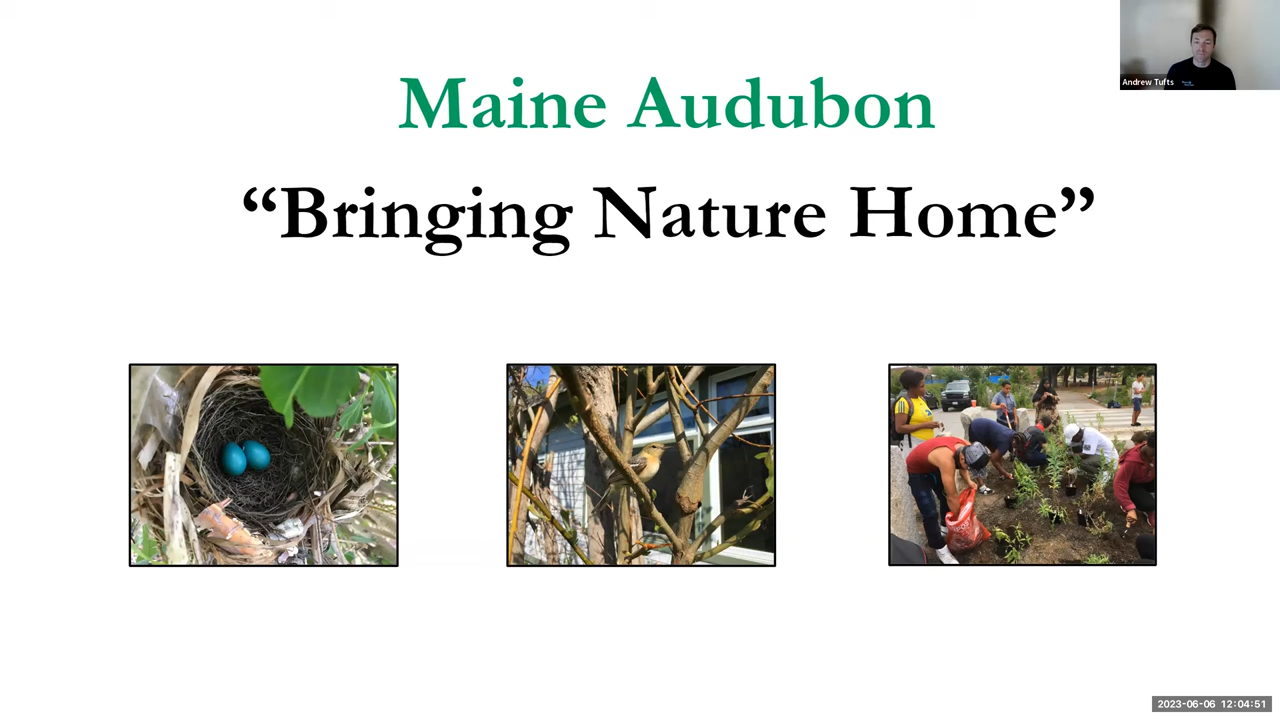 Maine Audubon
“Bringing Nature Home”
Andrew Tufts
2023-06-06 12:04:51